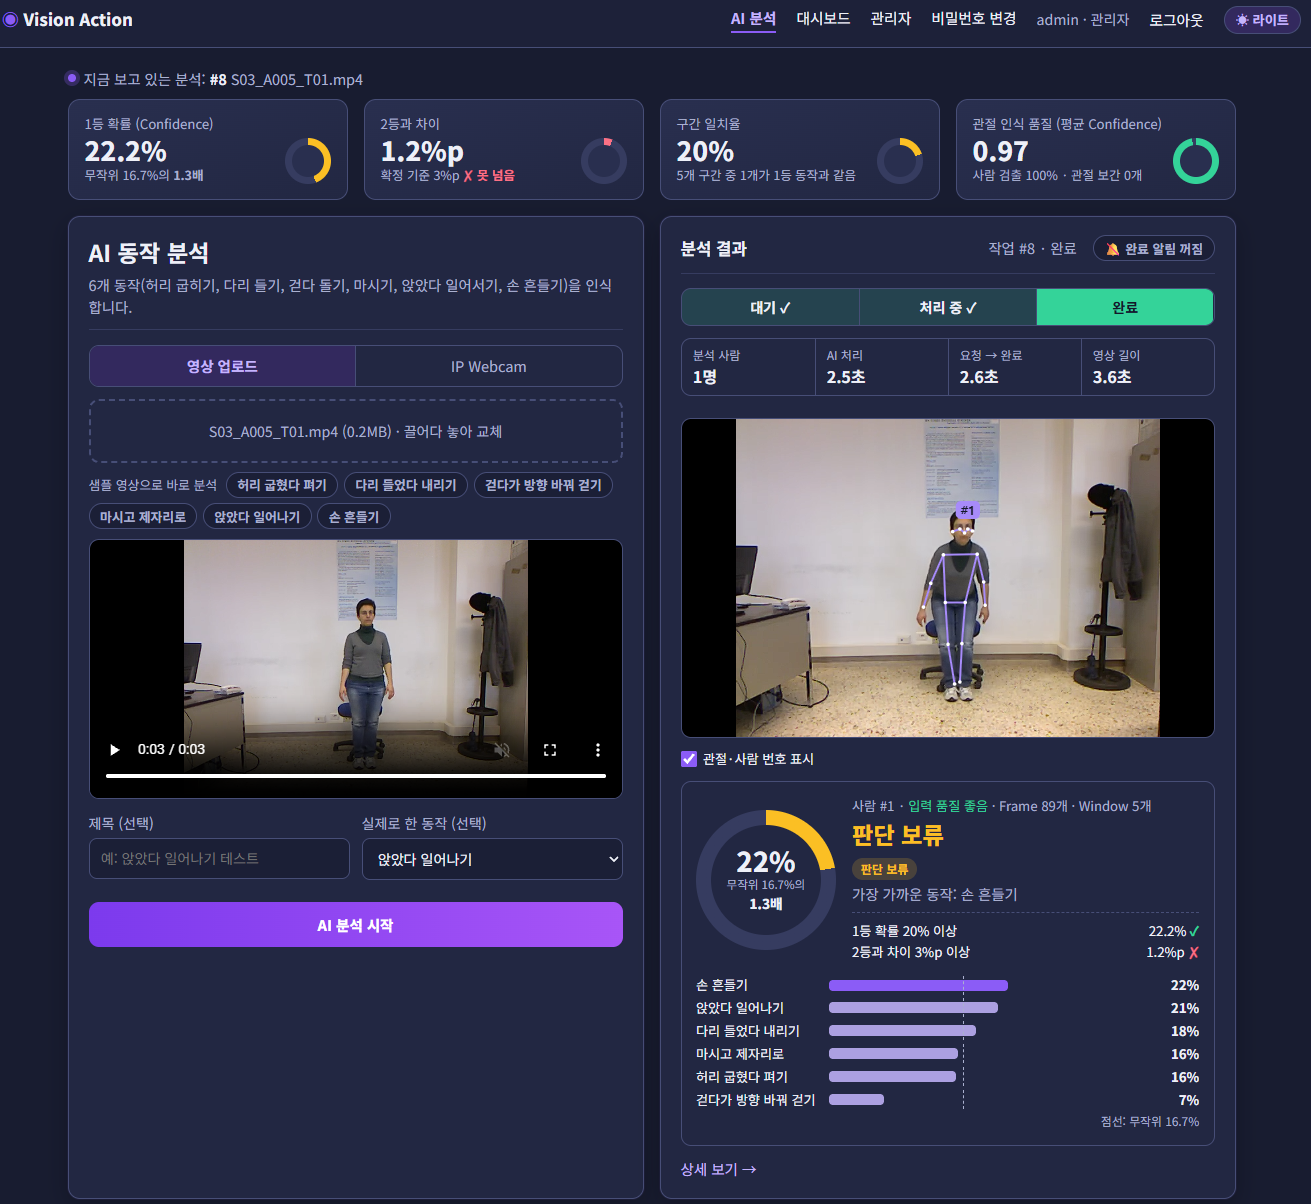 Vision Action
AI 분석
대시보드
관리자
비밀번호 변경
admin · 관리자
로그아웃
☀ 라이트
지금 보고 있는 분석: #8 S03_A005_T01.mp4
1등 확률 (Confidence)
22.2%
무작위 16.7%의 1.3배
2등과 차이
1.2%p
확정 기준 3%p ✗ 못 넘음
구간 일치율
20%
5개 구간 중 1개가 1등 동작과 같음
관절 인식 품질 (평균 Confidence)
0.97
사람 검출 100% · 관절 보간 0개
AI 동작 분석
6개 동작(허리 굽히기, 다리 들기, 걷다 돌기, 마시기, 앉았다 일어서기, 손 흔들기)을 인식
합니다.
영상 업로드
IP Webcam
S03_A005_T01.mp4 (0.2MB) · 끌어다 놓아 교체
샘플 영상으로 바로 분석
허리 굽혔다 펴기
다리 들었다 내리기
걷다가 방향 바꿔 걷기
마시고 제자리로
앉았다 일어나기
손 흔들기
0:03 / 0:03
제목 (선택)
실제로 한 동작 (선택)
예: 앉았다 일어나기 테스트
앉았다 일어나기
AI 분석 시작
분석 결과
작업 #8 · 완료
완료 알림 꺼짐
대기 ✓
처리 중 ✓
완료
분석 사람
1명
AI 처리
2.5초
요청 → 완료
2.6초
영상 길이
3.6초
#1
관절·사람 번호 표시
22%
무작위 16.7%의
1.3배
사람 #1 · 입력 품질 좋음 · Frame 89개 · Window 5개
판단 보류
판단 보류
가장 가까운 동작: 손 흔들기
1등 확률 20% 이상 22.2% ✓
2등과 차이 3%p 이상 1.2%p ✗
손 흔들기 22%
앉았다 일어나기 21%
다리 들었다 내리기 18%
마시고 제자리로 16%
허리 굽혔다 펴기 16%
걷다가 방향 바꿔 걷기 7%
점선: 무작위 16.7%
상세 보기 →